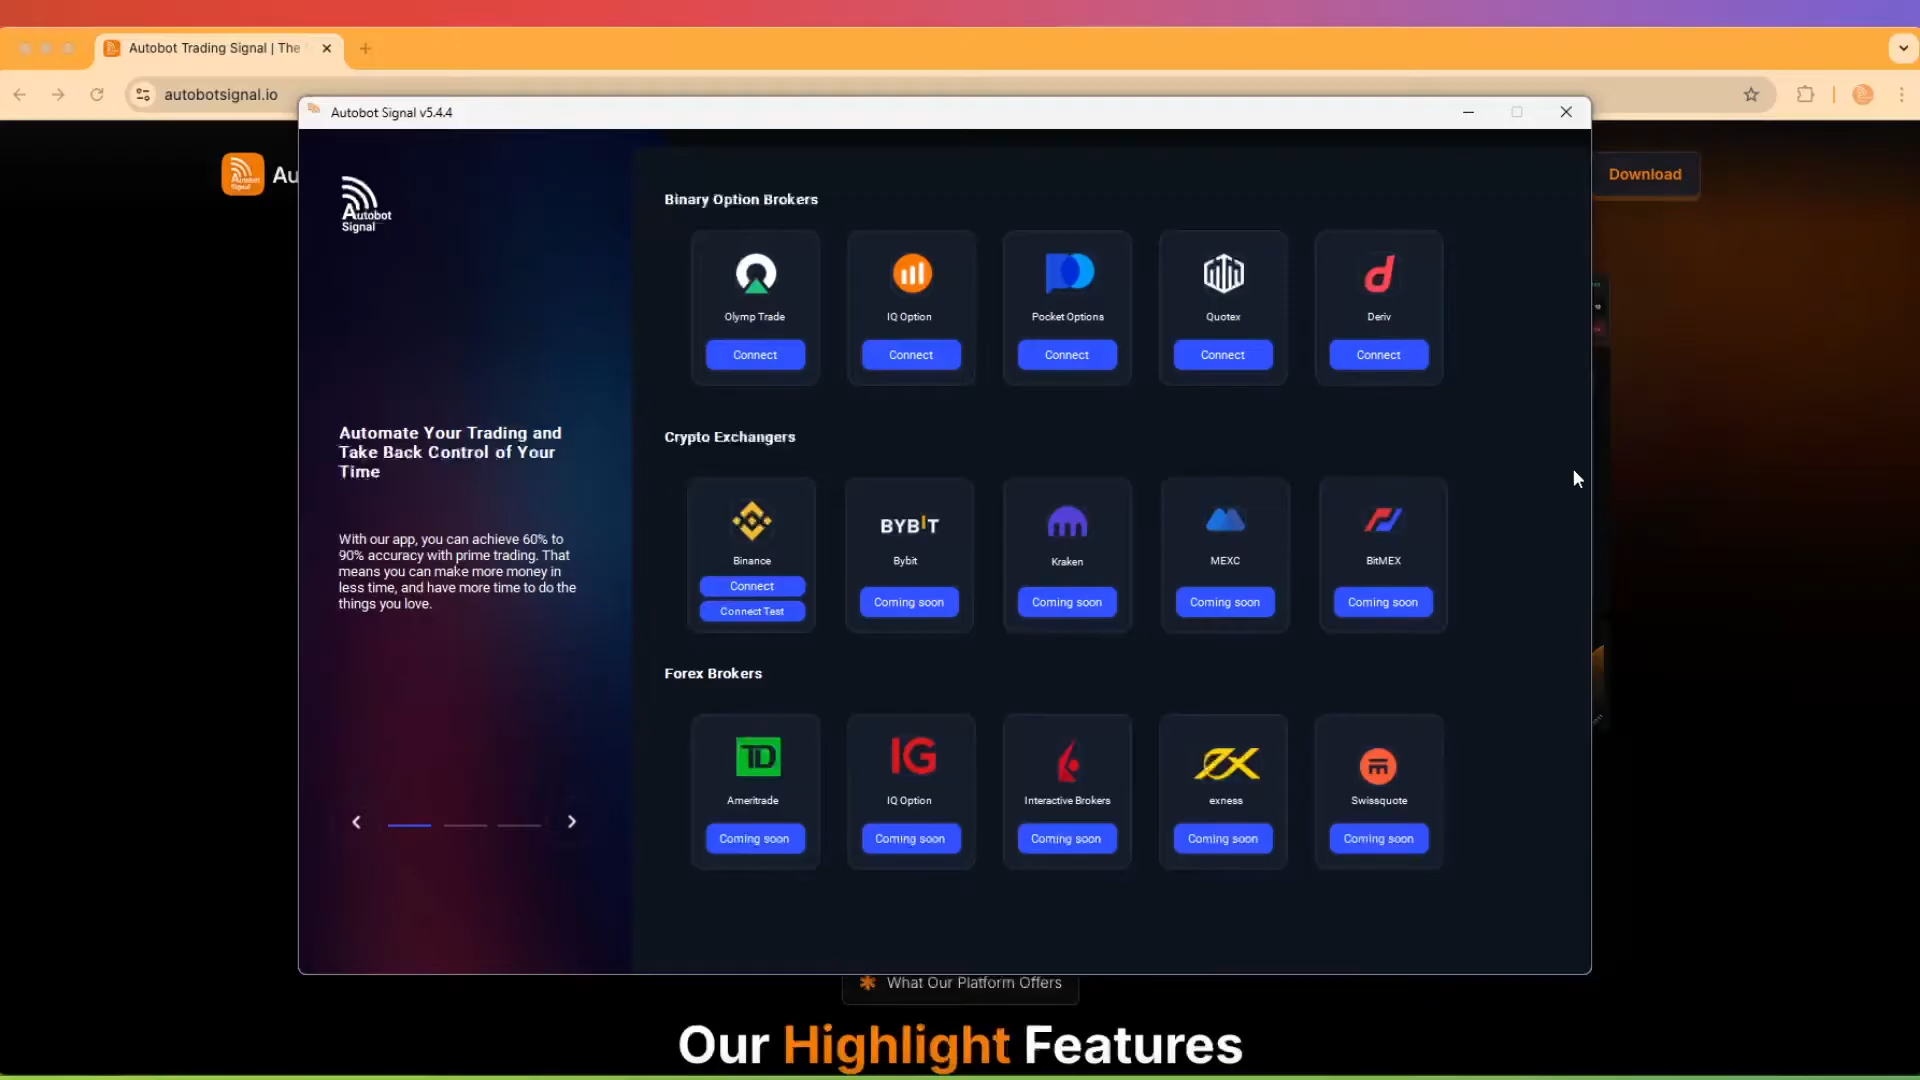 Autobot Trading Signal | The
autobotsignal.io
Autobot Signal v5.4.4
Autobot
Signal
Au
Download
Autobot
Signal
Binary Option Brokers
Olymp Trade
IQ Option
Pocket Options
Quotex
Deriv
Connect
Connect
Connect
Connect
Connect
Automate Your Trading and
Take Back Control of Your
Time
With our app, you can achieve 60% to
90% accuracy with prime trading. That
means you can make more money in
less time, and have more time to do the
things you love.
Crypto Exchangers
BYBIT
Binance
Bybit
Kraken
MEXC
BitMEX
Connect
Connect Test
Coming soon
Coming soon
Coming soon
Coming soon
Forex Brokers
TD
IG
Ameritrade
IQ Option
Interactive Brokers
exness
Swissquote
Coming soon
Coming soon
Coming soon
Coming soon
Coming soon
What Our Platform Offers
Our Highlight Features